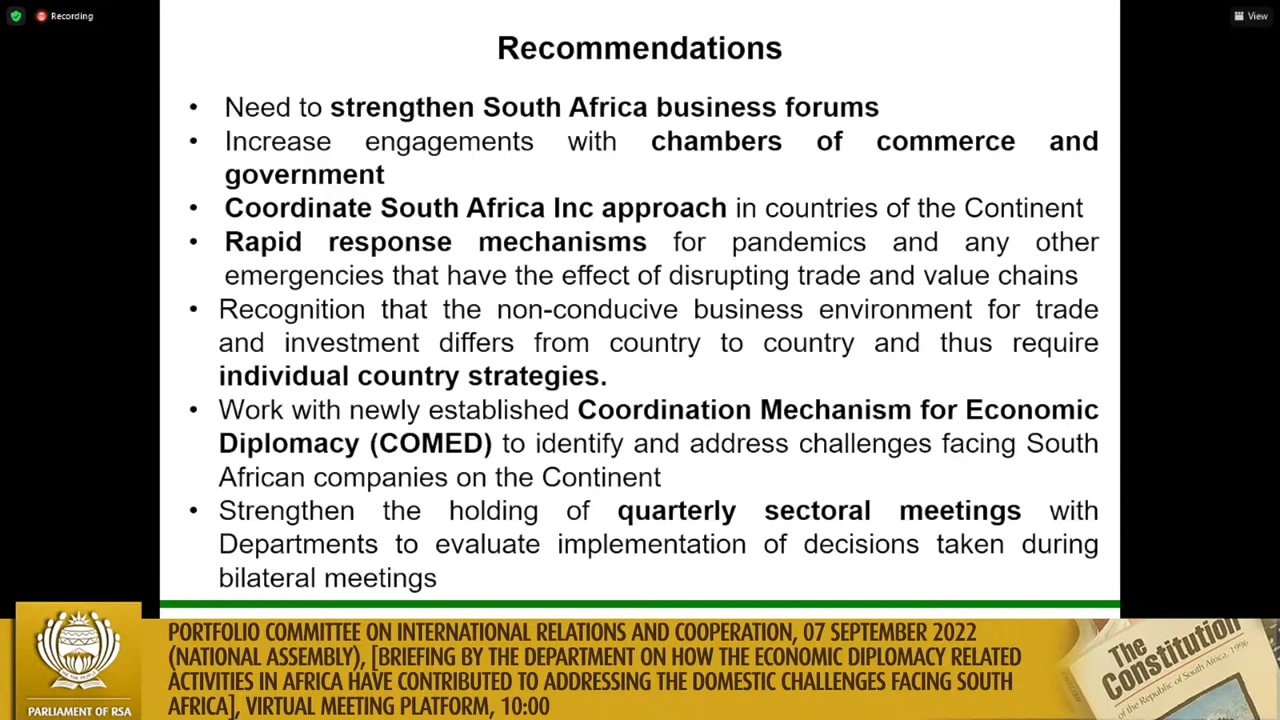 Recording
View
Recommendations
• Need to strengthen South Africa business forums
• Increase engagements with chambers of commerce and
government
• Coordinate South Africa Inc approach in countries of the Continent
• Rapid response mechanisms for pandemics and any other
emergencies that have the effect of disrupting trade and value chains
• Recognition that the non-conducive business environment for trade
and investment differs from country to country and thus require
individual country strategies.
• Work with newly established Coordination Mechanism for Economic
Diplomacy (COMED) to identify and address challenges facing South
African companies on the Continent
• Strengthen the holding of quarterly sectoral meetings with
Departments to evaluate implementation of decisions taken during
bilateral meetings
PORTFOLIO COMMITTEE ON INTERNATIONAL RELATIONS AND COOPERATION, 07 SEPTEMBER 2022
(NATIONAL ASSEMBLY), [BRIEFING BY THE DEPARTMENT ON HOW THE ECONOMIC DIPLOMACY RELATED
ACTIVITIES IN AFRICA HAVE CONTRIBUTED TO ADDRESSING THE DOMESTIC CHALLENGES FACING SOUTH
AFRICA], VIRTUAL MEETING PLATFORM, 10:00
PARLIAMENT OF RSA
The
Constitution
of the Republic of South Africa, 1996